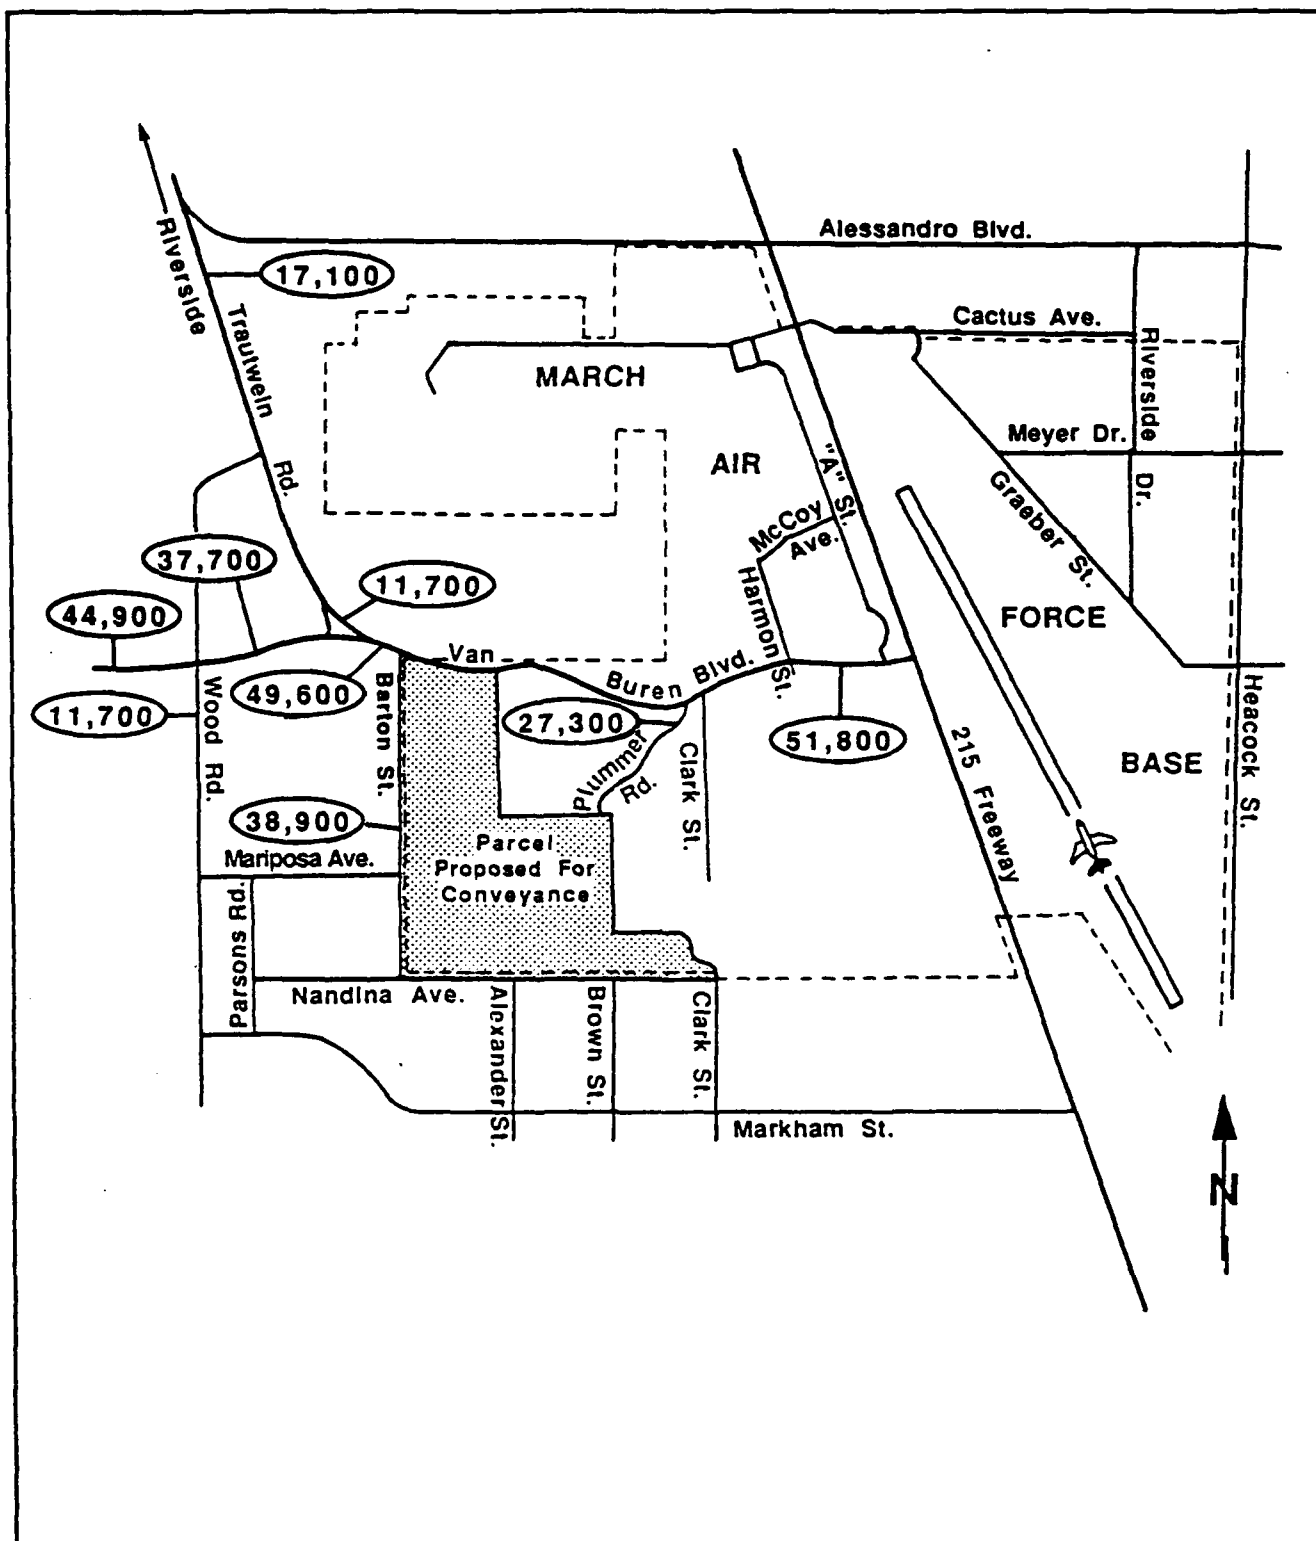 Alessandro Blvd.
Riverside
17,100
Trautwein
Rd.
Cactus Ave.
Riverside
Dr.
MARCH
Meyer Dr.
AIR
"A" St.
Graeber St.
McCoy
Ave.
Harmon St.
37,700
11,700
44,900
FORCE
Van
Buren Blvd.
49,600
Barton St.
11,700
Wood Rd.
27,300
Plummer
Rd.
Clark St.
51,800
215 Freeway
BASE
Heacock St.
38,900
Mariposa Ave.
Parcel
Proposed For
Conveyance
Parsons Rd.
Nandina Ave.
Alexander St.
Brown St.
Clark St.
Markham St.
N